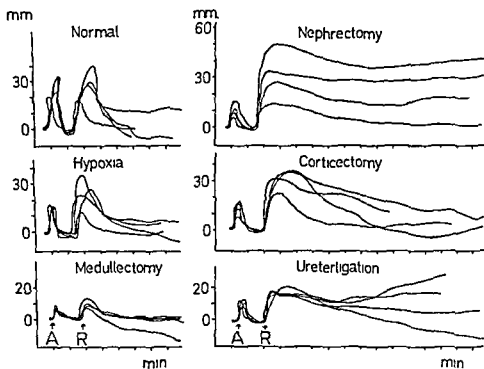 mm.
Normal
30
0
Hypoxia
30
0
Medullectomy
20
0
A
R
min
mm
60
Nephrectomy
30
0
Corticectomy
30
0
Ureterligation
20
0
A
R
min